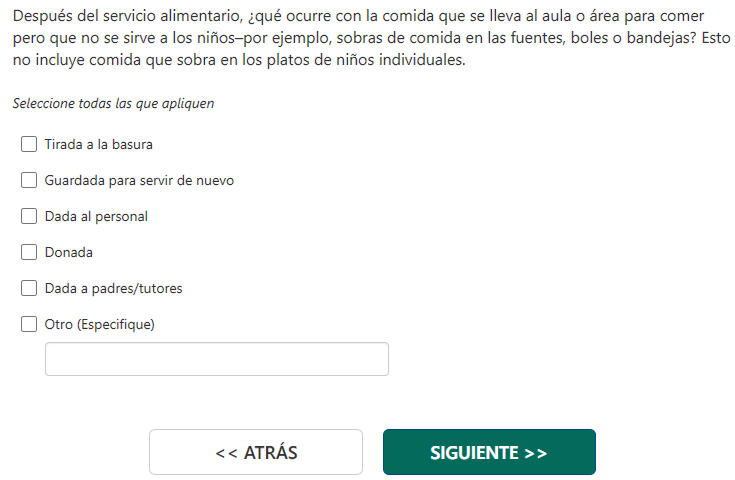 Después del servicio alimentario, ¿qué ocurre con la comida que se lleva al aula o área para comer
pero que no se sirve a los niños–por ejemplo, sobras de comida en las fuentes, boles o bandejas? Esto
no incluye comida que sobra en los platos de niños individuales.
Seleccione todas las que apliquen
Tirada a la basura
Guardada para servir de nuevo
Dada al personal
Donada
Dada a padres/tutores
Otro (Especifique)
<< ATRÁS
SIGUIENTE >>